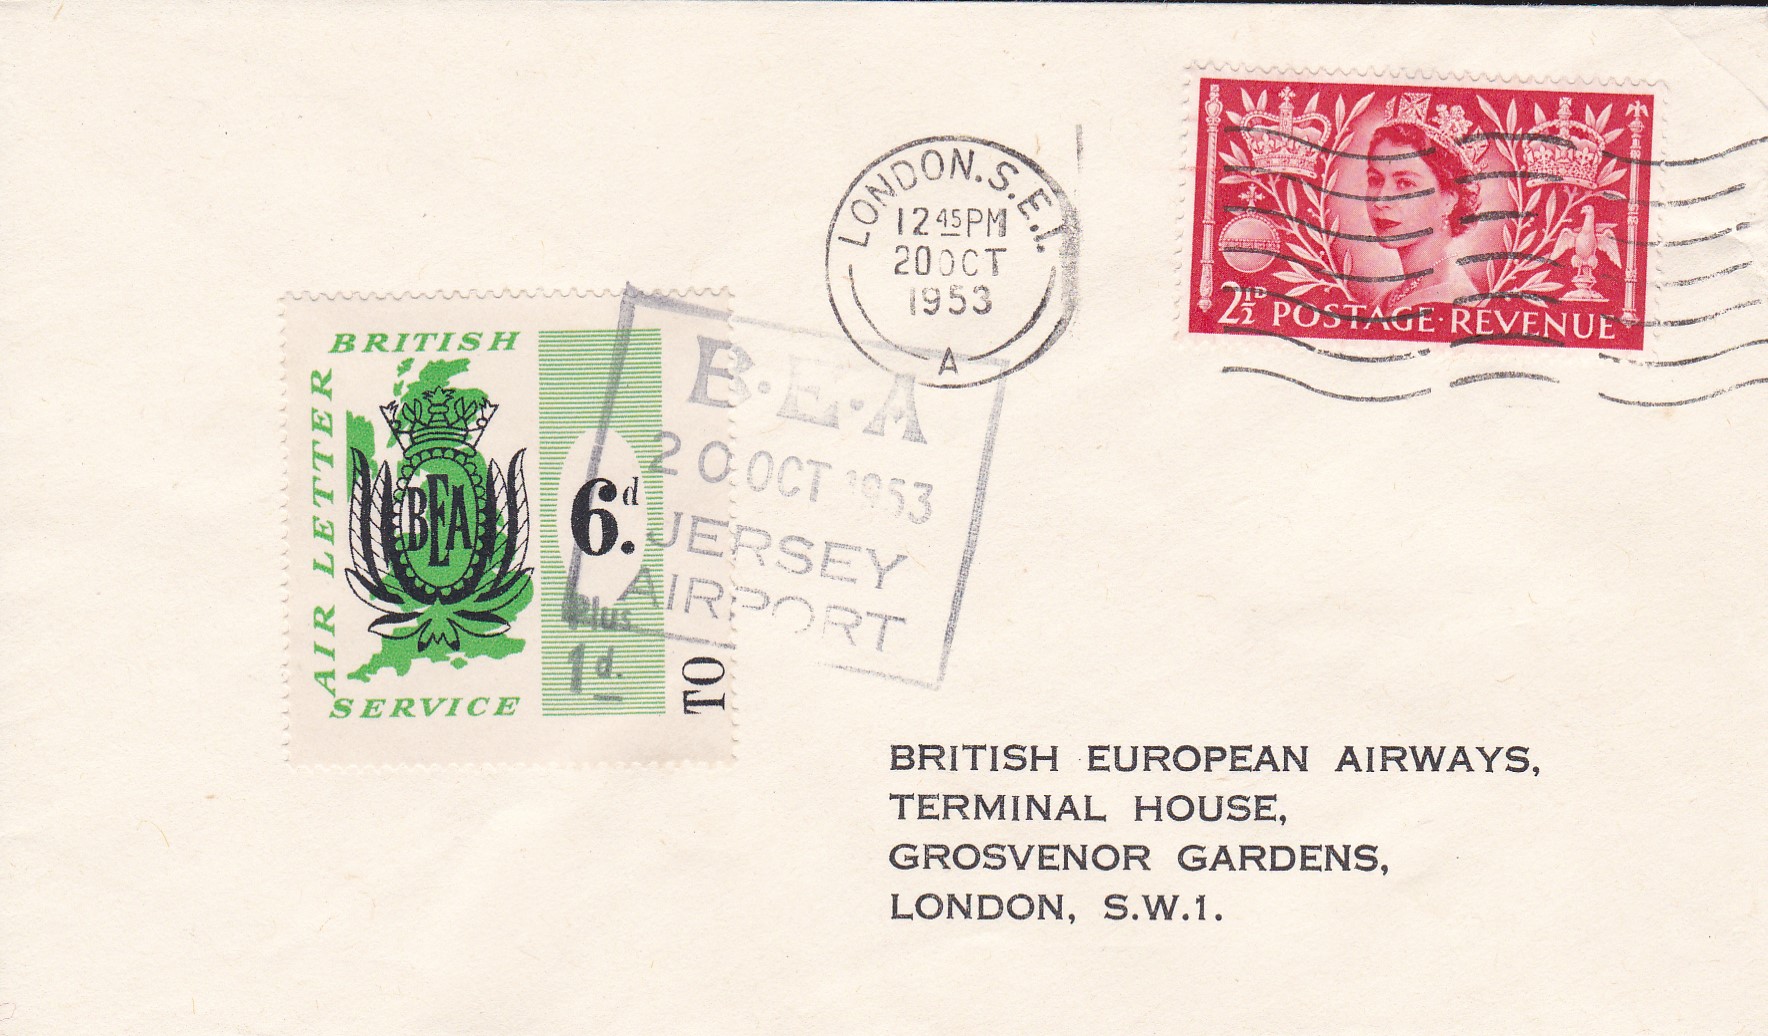 LONDON. S.E.1.
12 45 PM
20 OCT
1953
A
2½D POSTAGE · REVENUE
BRITISH
AIR LETTER
SERVICE
BEA
6d.
Plus
1d.
TO
B·E·A
20 OCT 1953
JERSEY
AIRPORT
BRITISH EUROPEAN AIRWAYS,
TERMINAL HOUSE,
GROSVENOR GARDENS,
LONDON, S.W.1.